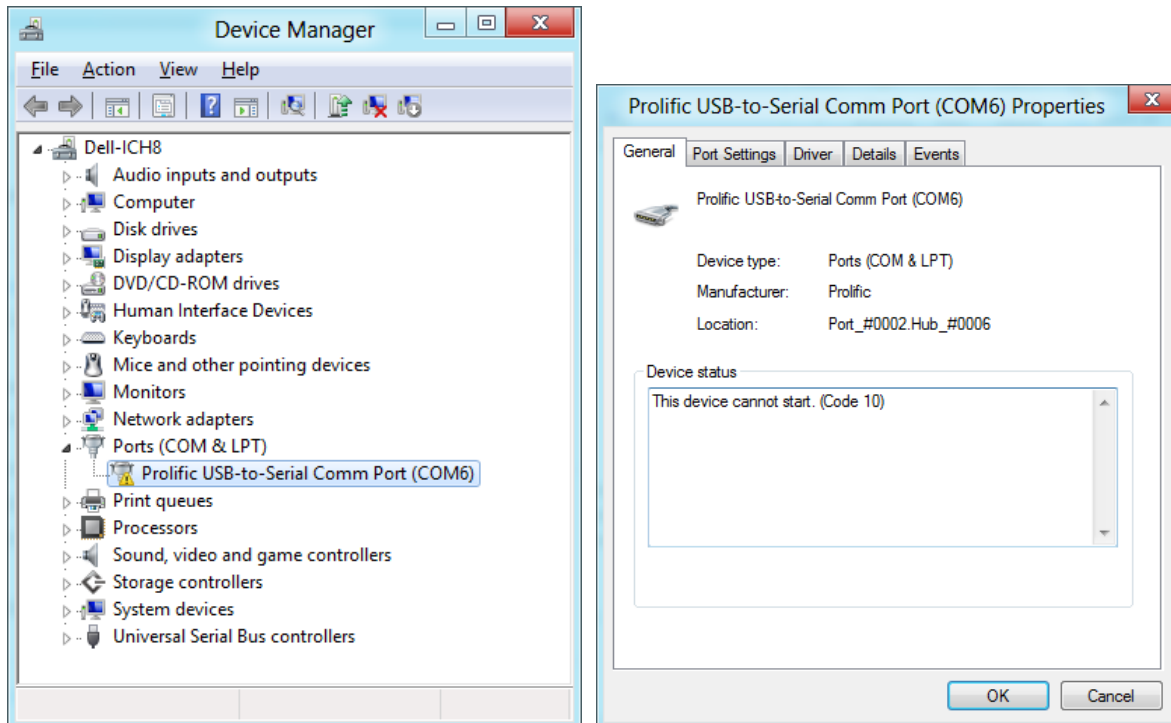 Device Manager
File Action View Help
Dell-ICH8
Audio inputs and outputs
Computer
Disk drives
Display adapters
DVD/CD-ROM drives
Human Interface Devices
Keyboards
Mice and other pointing devices
Monitors
Network adapters
Ports (COM & LPT)
Prolific USB-to-Serial Comm Port (COM6)
Print queues
Processors
Sound, video and game controllers
Storage controllers
System devices
Universal Serial Bus controllers
Prolific USB-to-Serial Comm Port (COM6) Properties
General Port Settings Driver Details Events
Prolific USB-to-Serial Comm Port (COM6)
Device type: Ports (COM & LPT)
Manufacturer: Prolific
Location: Port_#0002.Hub_#0006
Device status
This device cannot start. (Code 10)
OK Cancel